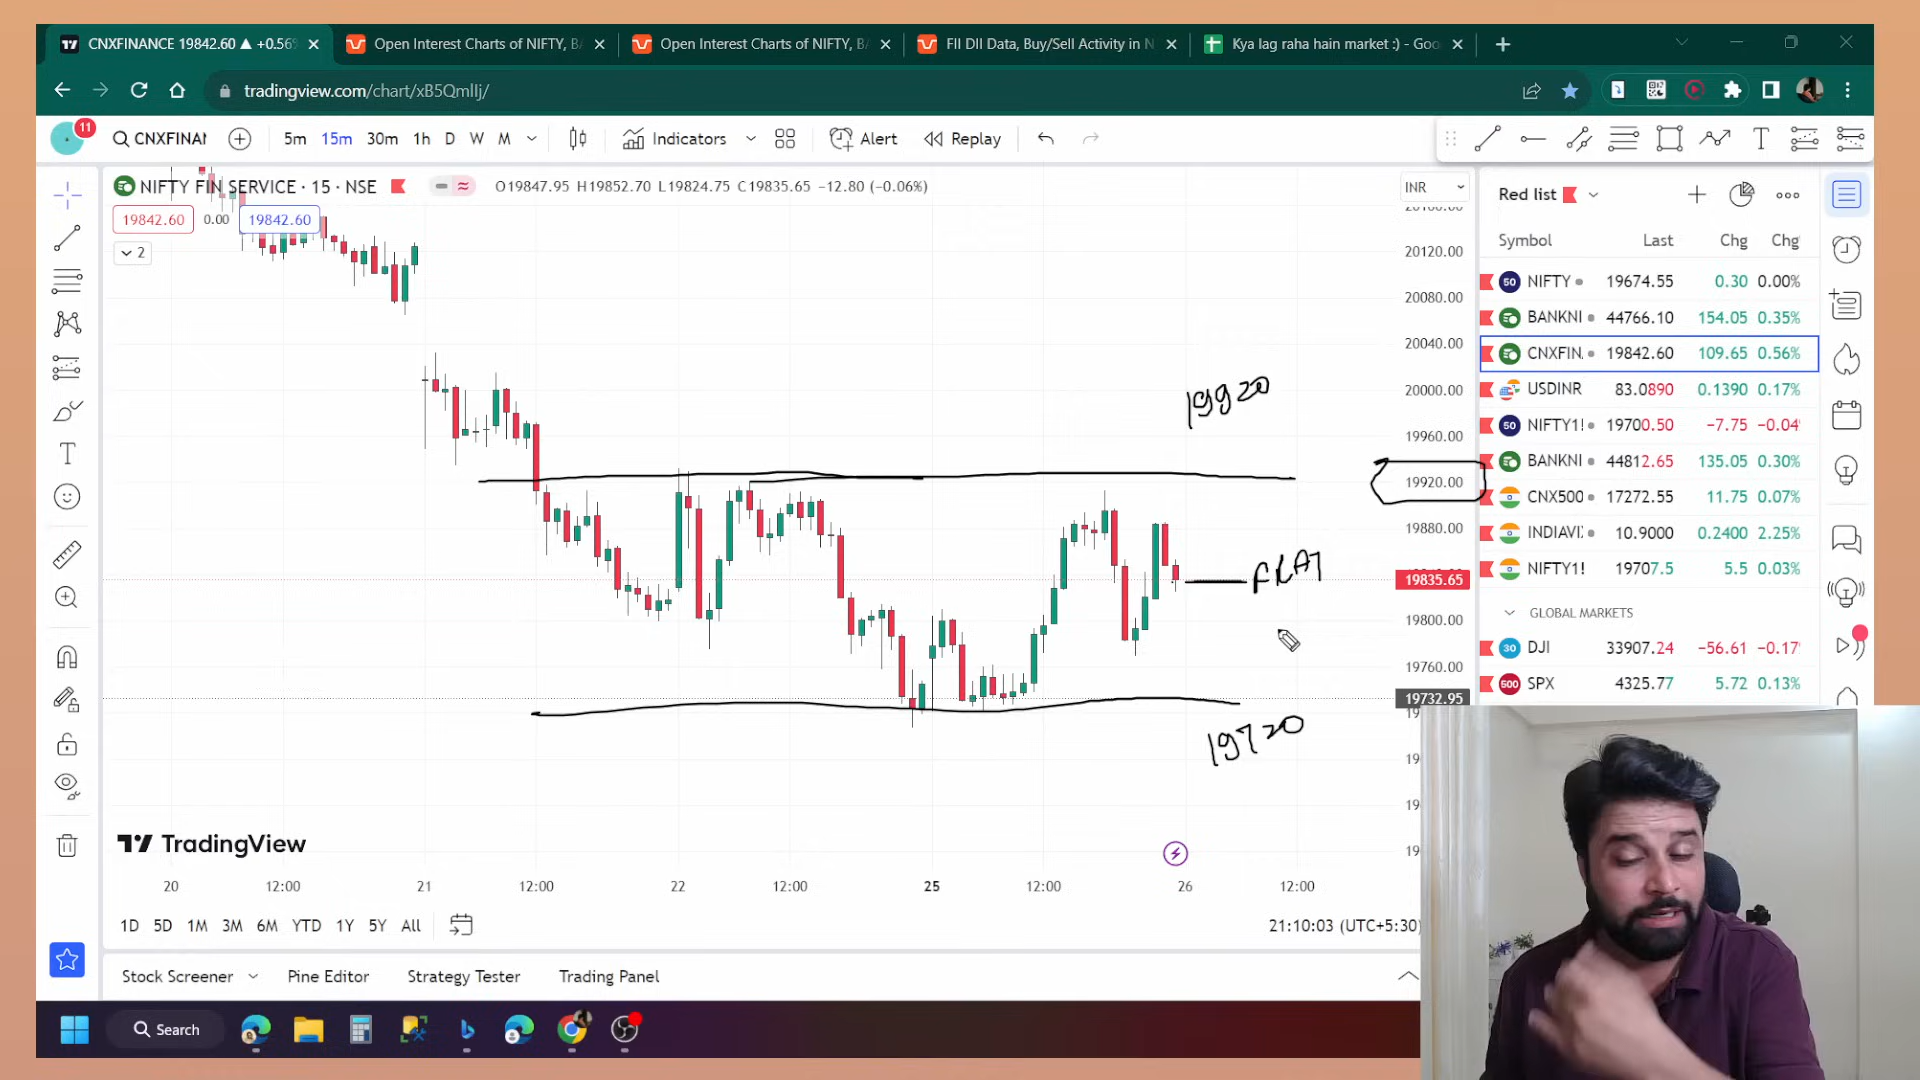 CNXFINANCE 19842.60 ▲ +0.56%
Open Interest Charts of NIFTY, BA
Open Interest Charts of NIFTY, BA
FII DII Data, Buy/Sell Activity in N
Kya lag raha hain market :) - Goo
tradingview.com/chart/xB5QmlIj/
11
CNXFINAN
5m 15m 30m 1h D W M
Indicators
Alert
Replay
NIFTY FIN SERVICE · 15 · NSE
O19847.95 H19852.70 L19824.75 C19835.65 −12.80 (−0.06%)
19842.60 0.00 19842.60
2
INR
20120.00
20080.00
20040.00
20000.00
19960.00
19920.00
19880.00
19835.65
19800.00
19760.00
19732.95
19920
FLAT
19720
TradingView
20 12:00 21 12:00 22 12:00 25 12:00 26 12:00
1D 5D 1M 3M 6M YTD 1Y 5Y All
21:10:03 (UTC+5:30)
Stock Screener
Pine Editor
Strategy Tester
Trading Panel
Search
Red list
Symbol Last Chg Chg
50 NIFTY 19674.55 0.30 0.00%
BANKNI 44766.10 154.05 0.35%
CNXFIN. 19842.60 109.65 0.56%
USDINR 83.0890 0.1390 0.17%
50 NIFTY1! 19700.50 −7.75 −0.04
BANKNI 44812.65 135.05 0.30%
CNX500 17272.55 11.75 0.07%
INDIAVI 10.9000 0.2400 2.25%
NIFTY1! 19707.5 5.5 0.03%
GLOBAL MARKETS
30 DJI 33907.24 −56.61 −0.17
500 SPX 4325.77 5.72 0.13%